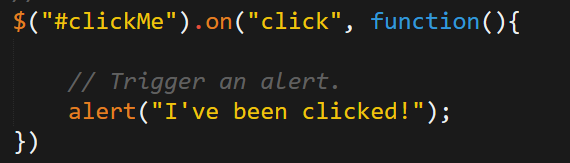 $("#clickMe").on("click", function(){
// Trigger an alert.
alert("I've been clicked!");
})